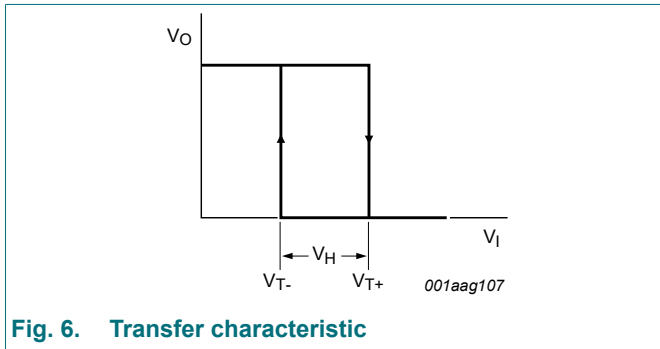 VO
VI
VH
VT- VT+ 001aag107
Fig. 6. Transfer characteristic